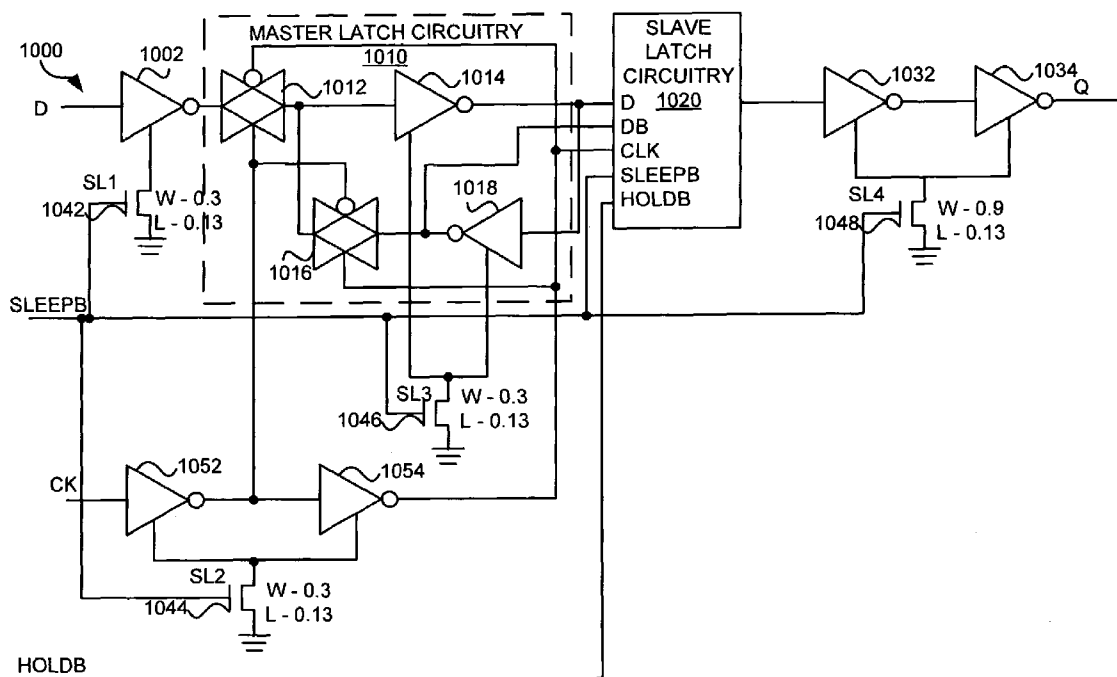 1000
1002
D
MASTER LATCH CIRCUITRY
1010
1012
1014
1016
1018
SLAVE
LATCH
CIRCUITRY
1020
D
DB
CLK
SLEEPB
HOLDB
1032
1034
Q
SL1
1042
W - 0.3
L - 0.13
SL4
1048
W - 0.9
L - 0.13
SLEEPB
SL3
1046
W - 0.3
L - 0.13
CK
1052
1054
SL2
1044
W - 0.3
L - 0.13
HOLDB